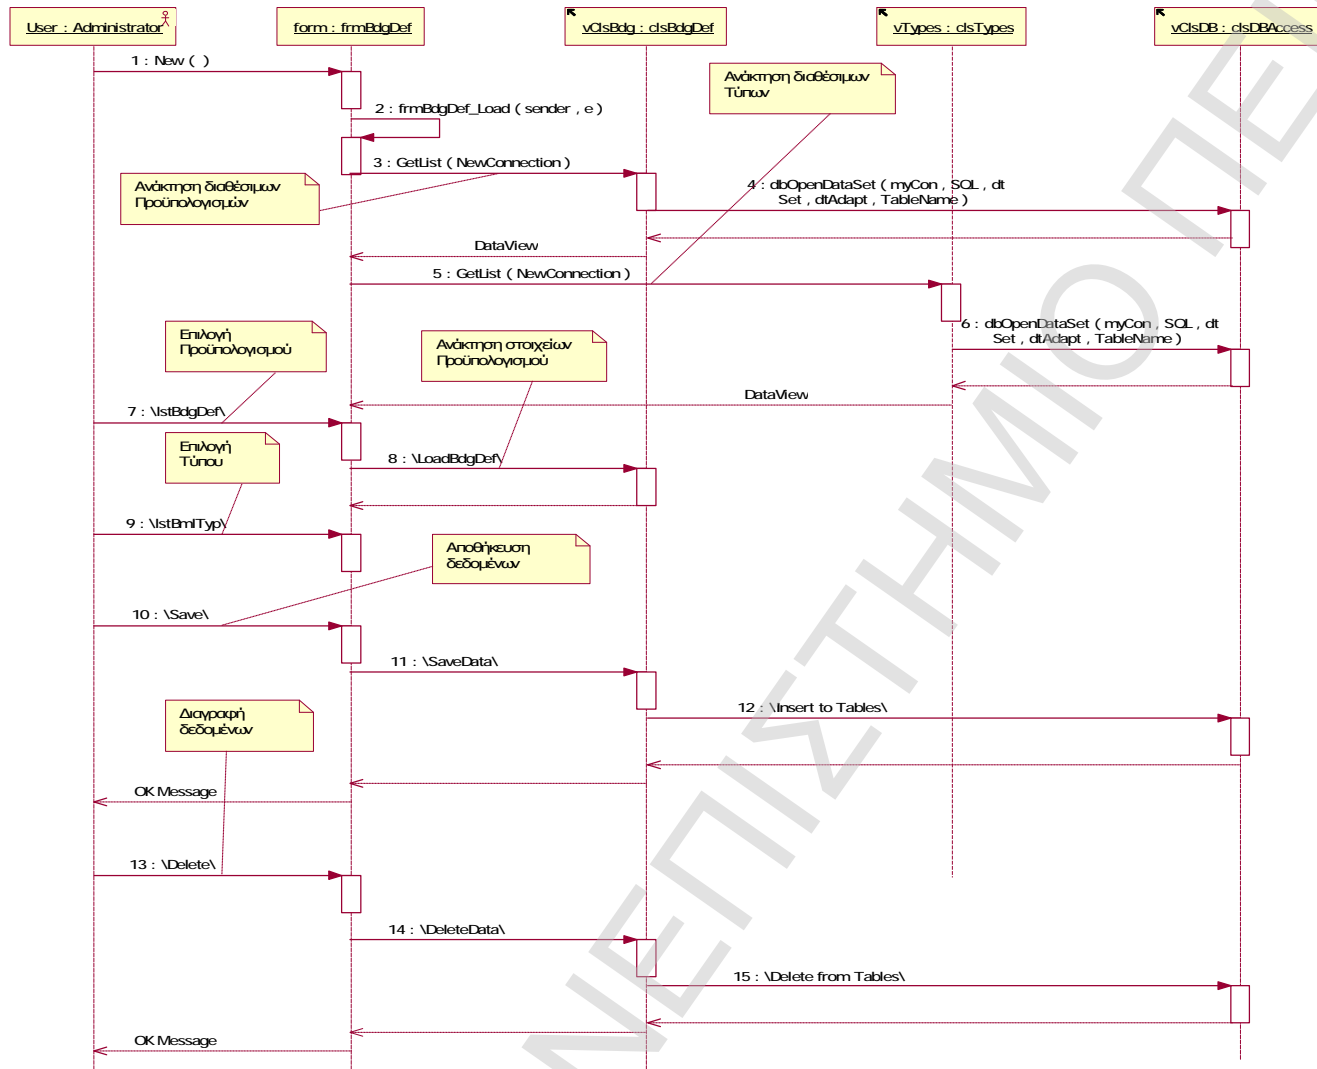 User : Administrator
form : frmBdgDef
vClsBdg : clsBdgDef
vTypes : clsTypes
vClsDB : clsDBAccess
1 : New ( )
Ανάκτηση διαθέσιμων
Τύπων
2 : frmBdgDef_Load ( sender , e )
3 : GetList ( NewConnection )
Ανάκτηση διαθέσιμων
Προϋπολογισμών
4 : dbOpenDataSet ( myCon , SQL , dt
Set , dtAdapt , TableName )
DataView
5 : GetList ( NewConnection )
6 : dbOpenDataSet ( myCon , SQL , dt
Set , dtAdapt , TableName )
Επιλογή
Προϋπολογισμού
Ανάκτηση στοιχείων
Προϋπολογισμού
DataView
7 : \lstBdgDef\
Επιλογή
Τύπου
8 : \LoadBdgDef\
9 : \lstBmlTyp\
Αποθήκευση
δεδομένων
10 : \Save\
11 : \SaveData\
Διαγραφή
δεδομένων
12 : \Insert to Tables\
OK Message
13 : \Delete\
14 : \DeleteData\
15 : \Delete from Tables\
OK Message
ΝΕΠΙΣΤΗΜΙΟ ΠΕΙ